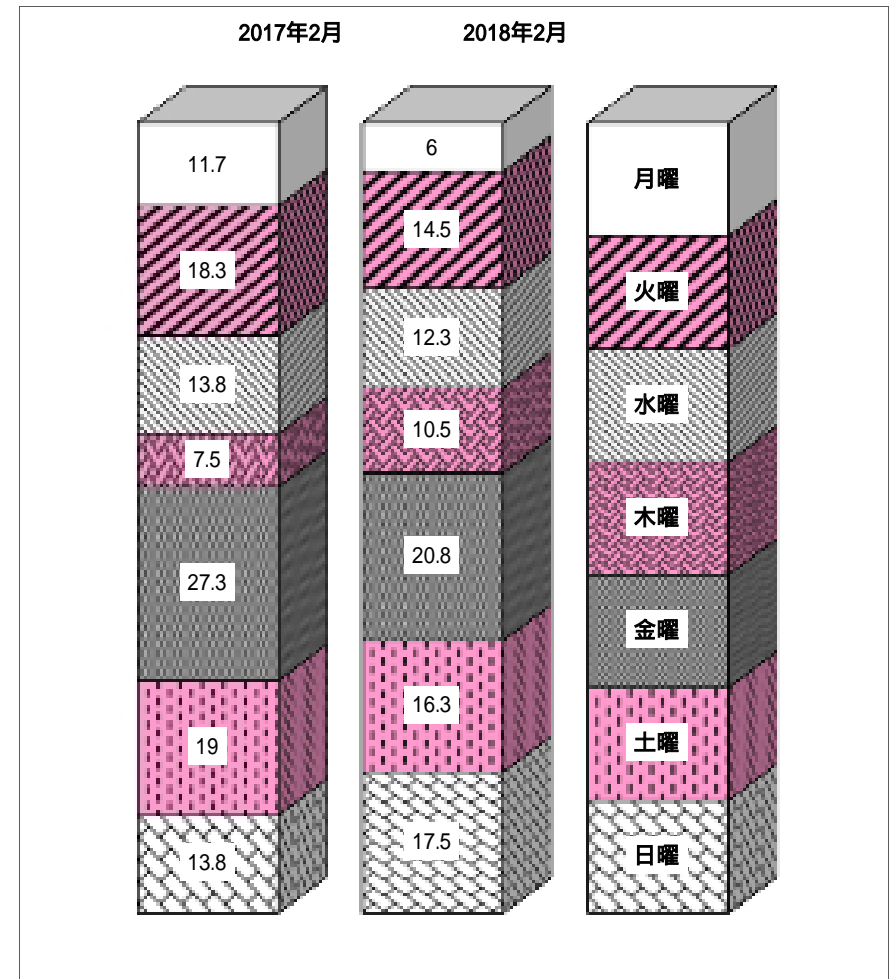 2017年2月 2018年2月
11.7 6 月曜
18.3 14.5 火曜
13.8 12.3 水曜
7.5 10.5 木曜
27.3 20.8 金曜
19 16.3 土曜
13.8 17.5 日曜